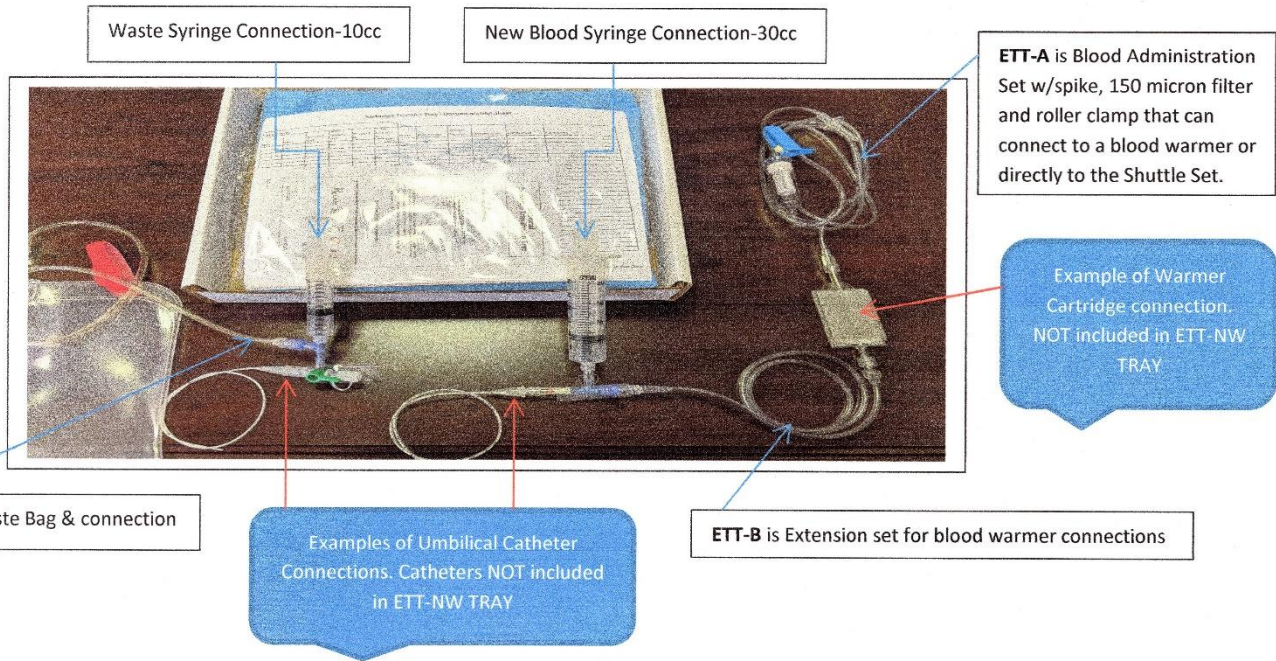 Waste Syringe Connection-10cc
New Blood Syringe Connection-30cc
ETT-A is Blood Administration
Set w/spike, 150 micron filter
and roller clamp that can
connect to a blood warmer or
directly to the Shuttle Set.
Example of Warmer
Cartridge connection.
NOT included in ETT-NW
TRAY
ste Bag & connection
Examples of Umbilical Catheter
Connections. Catheters NOT included
in ETT-NW TRAY
ETT-B is Extension set for blood warmer connections